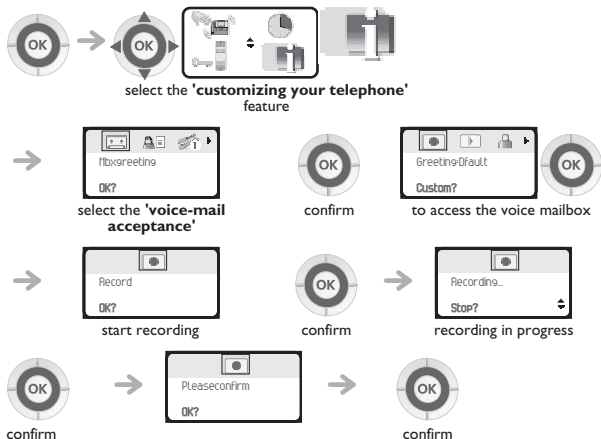 OK
OK
select the 'customizing your telephone'
feature
Mbxgreeting
OK?
select the 'voice-mail
acceptance'
OK
confirm
Greeting:Dfault
Custom?
OK
to access the voice mailbox
Record
OK?
start recording
OK
confirm
Recording...
Stop?
recording in progress
OK
confirm
Pleaseconfirm
OK?
OK
confirm